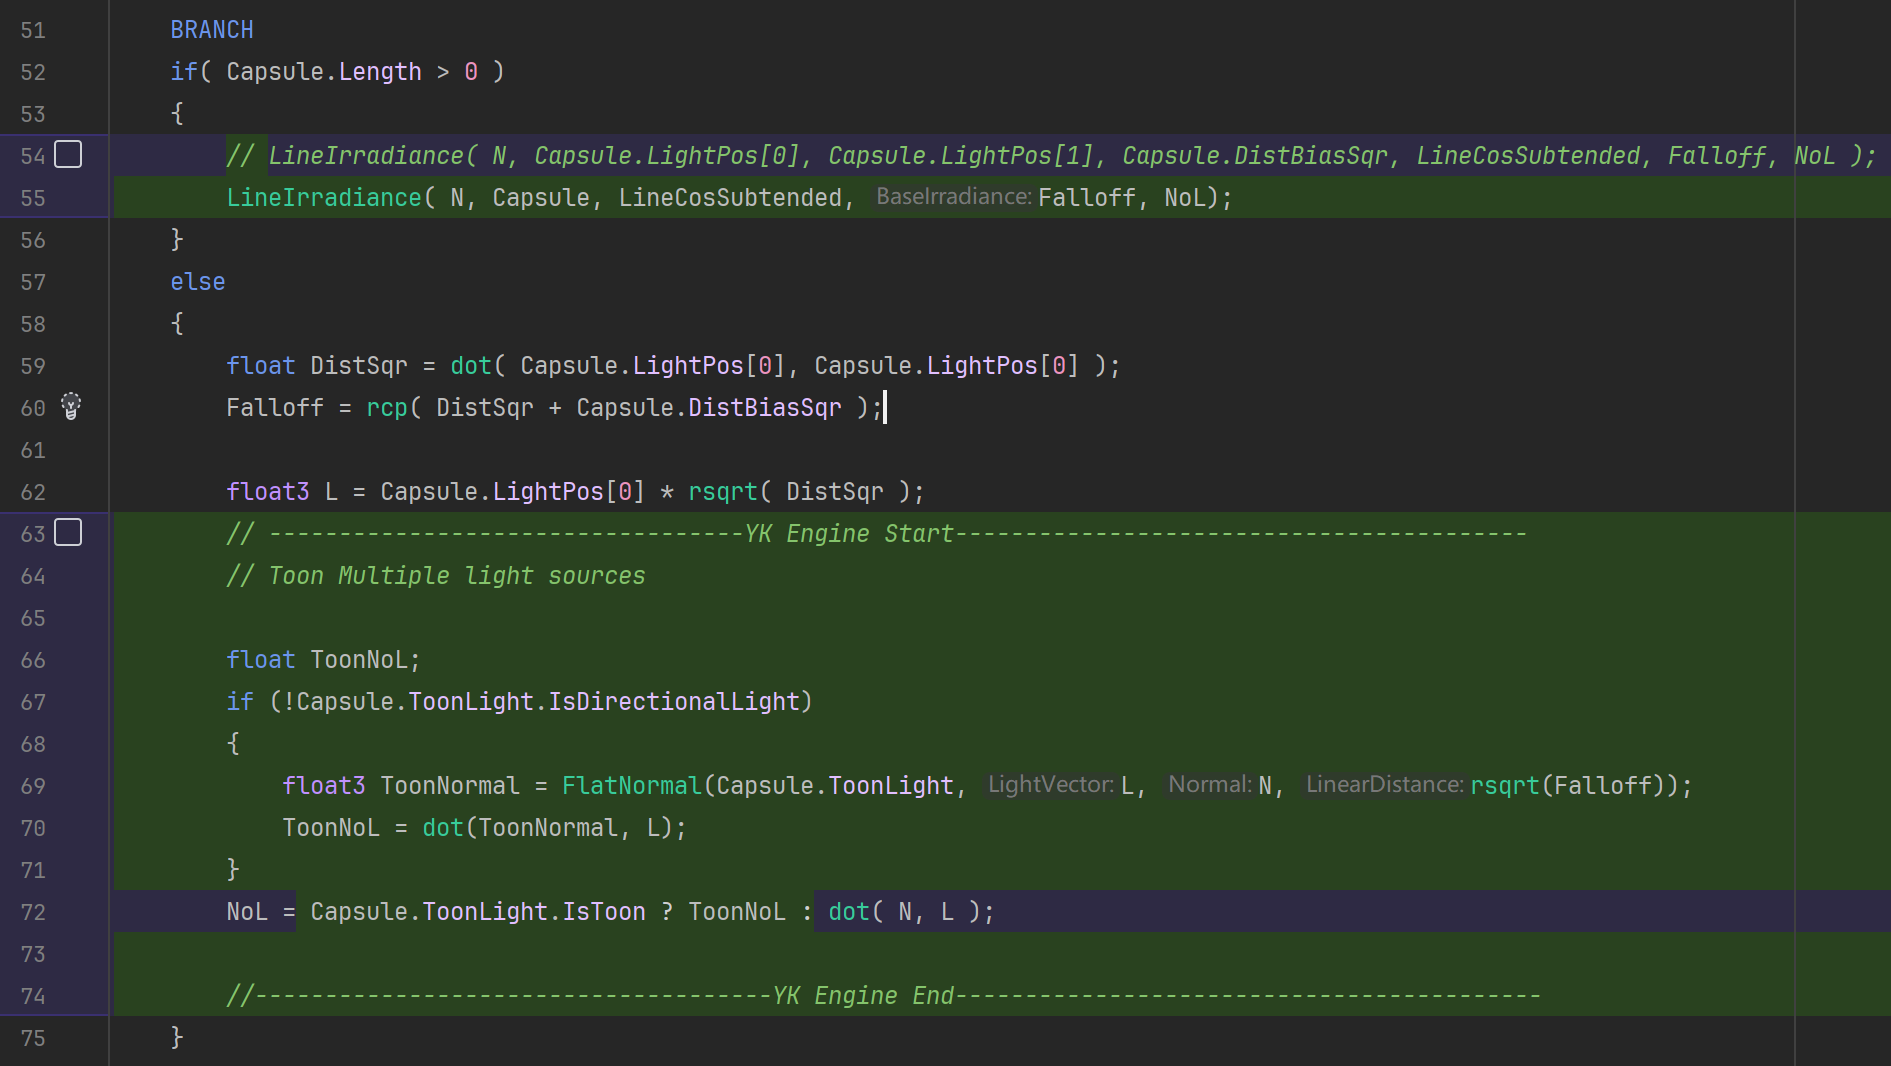 51 BRANCH
52 if( Capsule.Length > 0 )
53 {
54 // LineIrradiance( N, Capsule.LightPos[0], Capsule.LightPos[1], Capsule.DistBiasSqr, LineCosSubtended, Falloff, NoL );
55 LineIrradiance( N, Capsule, LineCosSubtended, BaseIrradiance: Falloff, NoL);
56 }
57 else
58 {
59 float DistSqr = dot( Capsule.LightPos[0], Capsule.LightPos[0] );
60 Falloff = rcp( DistSqr + Capsule.DistBiasSqr );
61
62 float3 L = Capsule.LightPos[0] * rsqrt( DistSqr );
63 // ----------------------------------YK Engine Start-----------------------------------------
64 // Toon Multiple light sources
65
66 float ToonNoL;
67 if (!Capsule.ToonLight.IsDirectionalLight)
68 {
69 float3 ToonNormal = FlatNormal(Capsule.ToonLight, LightVector: L, Normal: N, LinearDistance: rsqrt(Falloff));
70 ToonNoL = dot(ToonNormal, L);
71 }
72 NoL = Capsule.ToonLight.IsToon ? ToonNoL : dot( N, L );
73
74 //-------------------------------------YK Engine End------------------------------------------
75 }